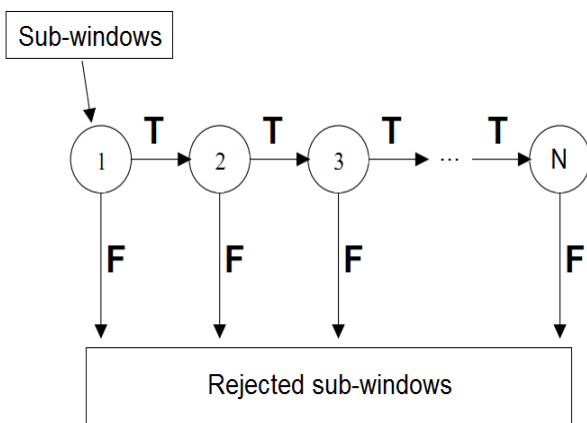 Sub-windows
T T T T
1 2 3 ... N
F F F F
Rejected sub-windows